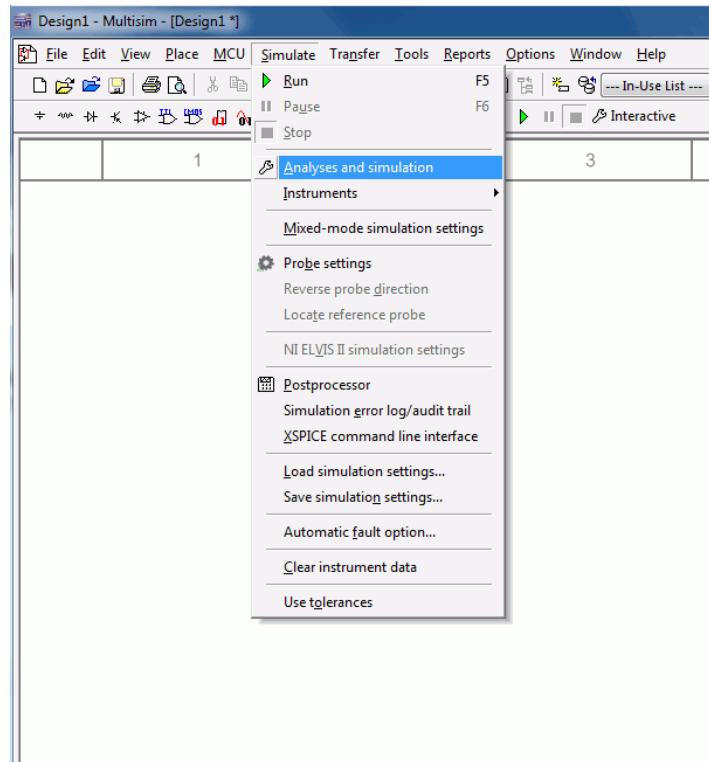 Design1 - Multisim - [Design1 *]
File Edit View Place MCU Simulate Transfer Tools Reports Options Window Help
--- In-Use List ---
Interactive
1 3
Run F5
Pause F6
Stop
Analyses and simulation
Instruments
Mixed-mode simulation settings
Probe settings
Reverse probe direction
Locate reference probe
NI ELVIS II simulation settings
Postprocessor
Simulation error log/audit trail
XSPICE command line interface
Load simulation settings...
Save simulation settings...
Automatic fault option...
Clear instrument data
Use tolerances